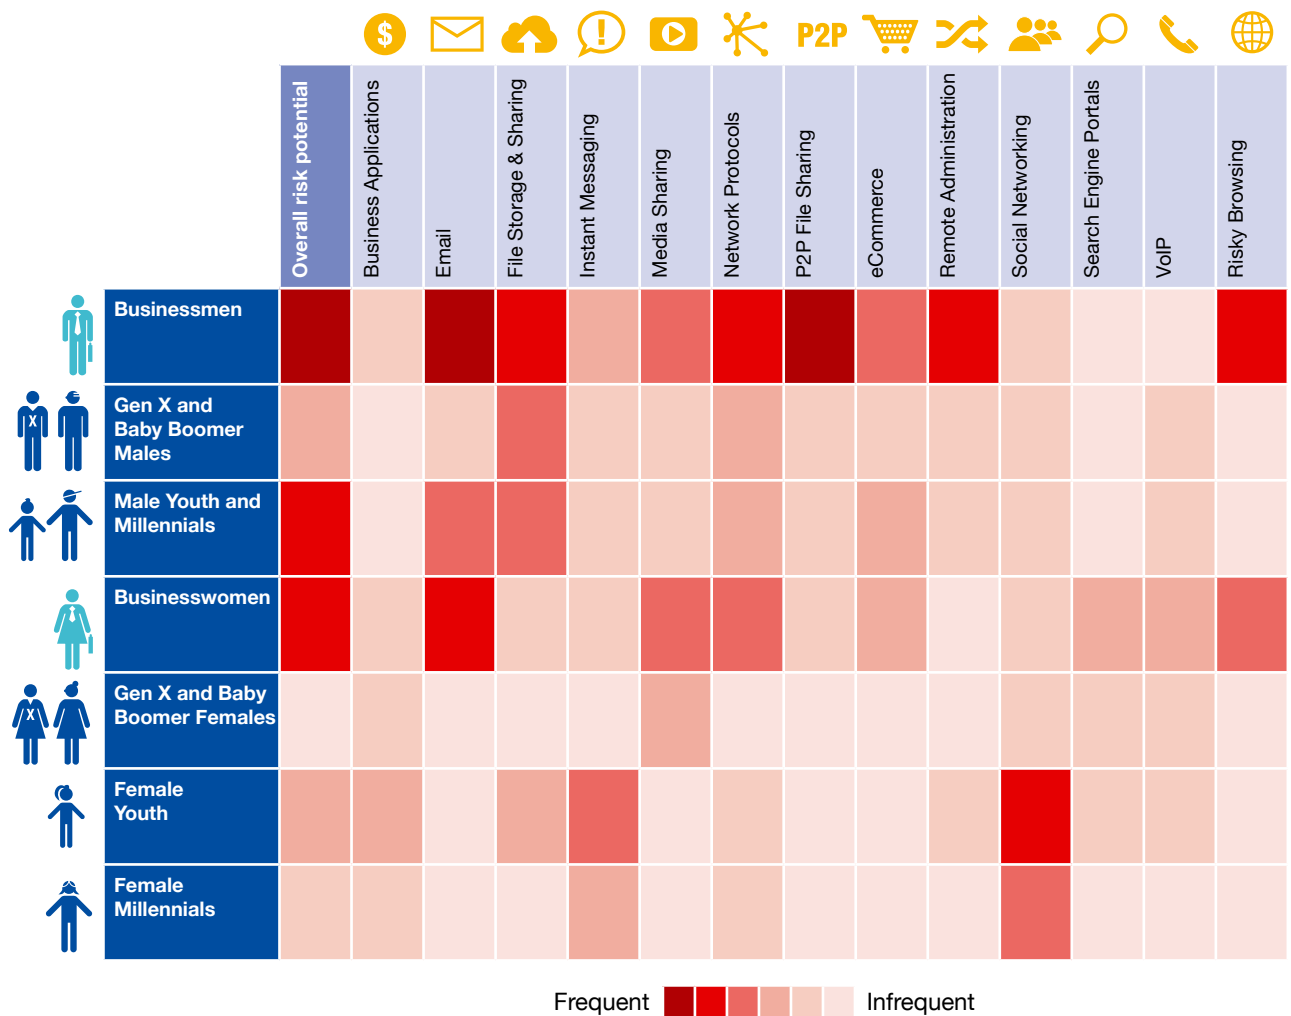 $
!
P2P
Overall risk potential
Business Applications
Email
File Storage & Sharing
Instant Messaging
Media Sharing
Network Protocols
P2P File Sharing
eCommerce
Remote Administration
Social Networking
Search Engine Portals
VoIP
Risky Browsing
Businessmen
X
Gen X and
Baby Boomer
Males
Male Youth and
Millennials
Businesswomen
X
Gen X and Baby
Boomer Females
Female
Youth
Female
Millennials
Frequent
Infrequent